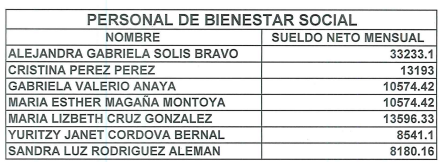 PERSONAL DE BIENESTAR SOCIAL
NOMBRE SUELDO NETO MENSUAL
ALEJANDRA GABRIELA SOLIS BRAVO 33233.1
CRISTINA PEREZ PEREZ 13193
GABRIELA VALERIO ANAYA 10574.42
MARIA ESTHER MAGAÑA MONTOYA 10574.42
MARIA LIZBETH CRUZ GONZALEZ 13596.33
YURITZY JANET CORDOVA BERNAL 8541.1
SANDRA LUZ RODRIGUEZ ALEMAN 8180.16